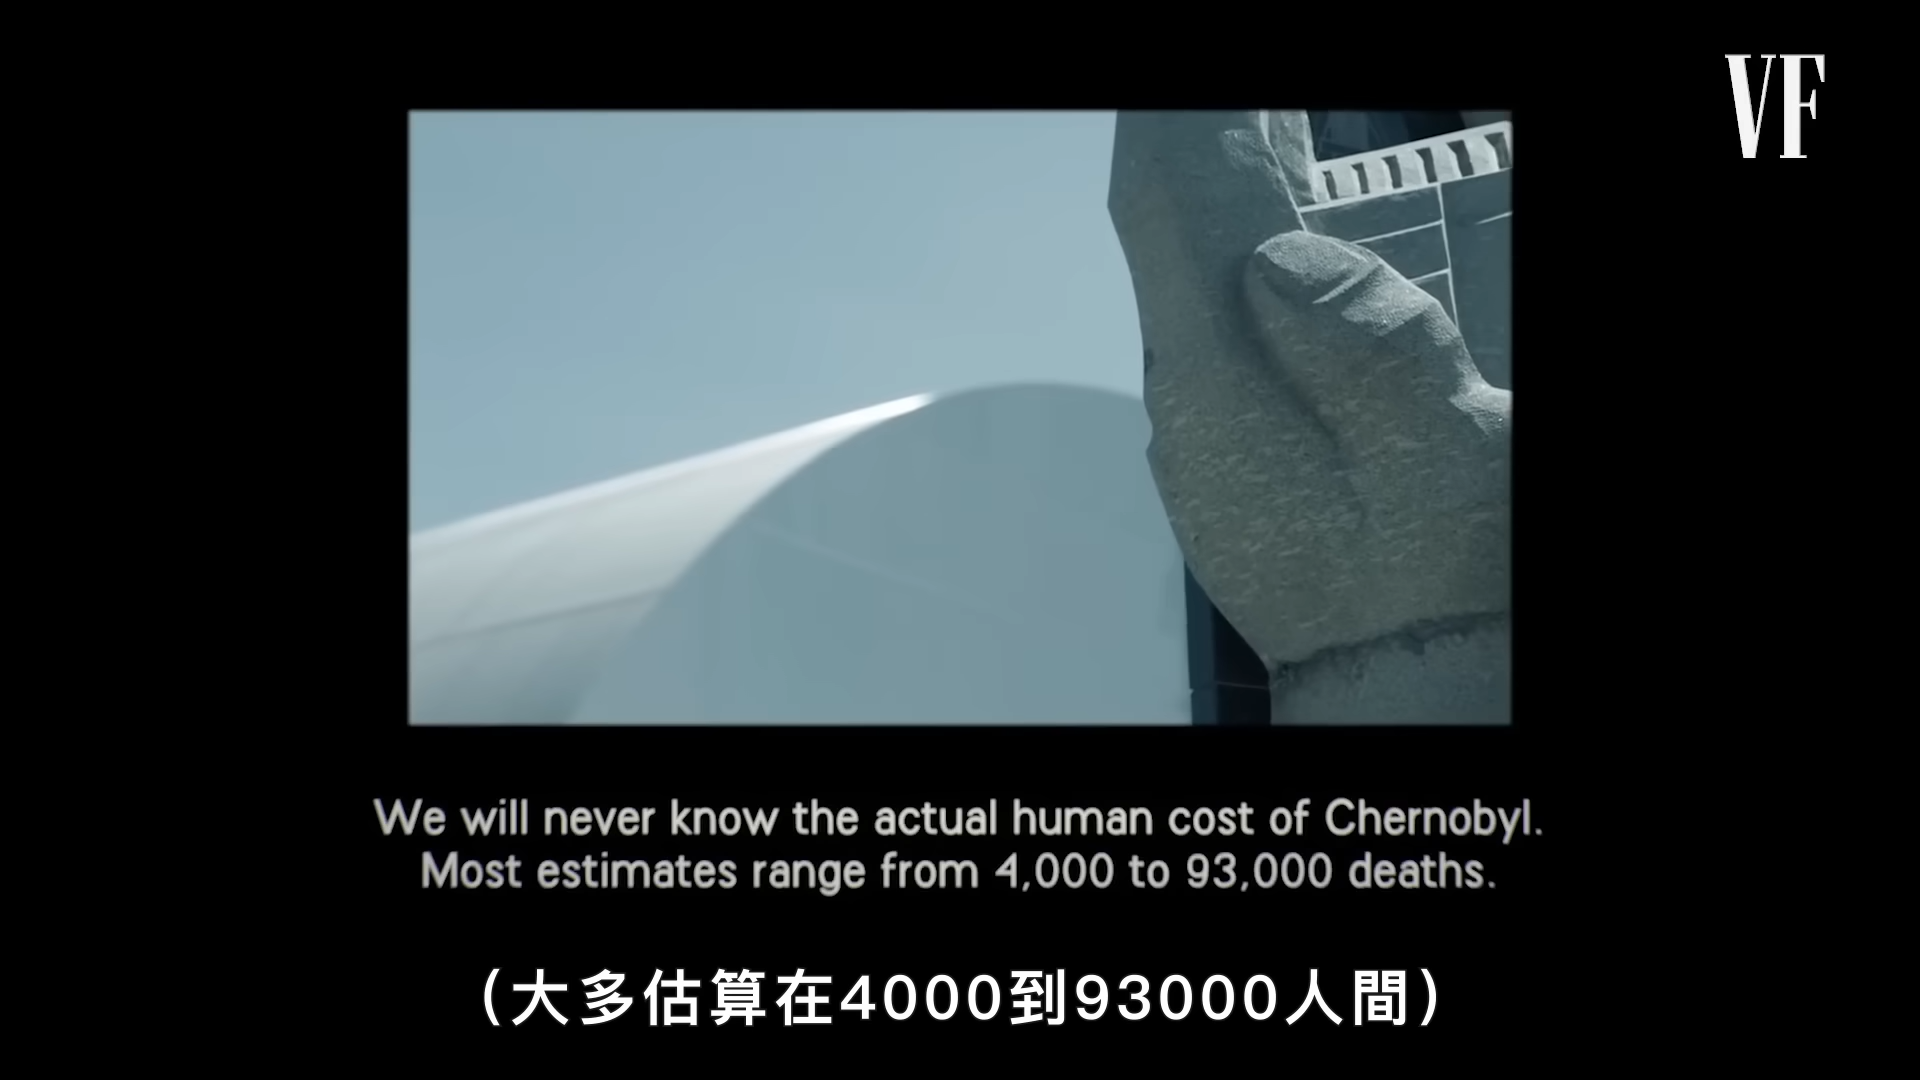 VF
We will never know the actual human cost of Chernobyl.
Most estimates range from 4,000 to 93,000 deaths.
（大多估算在4000到93000人間）